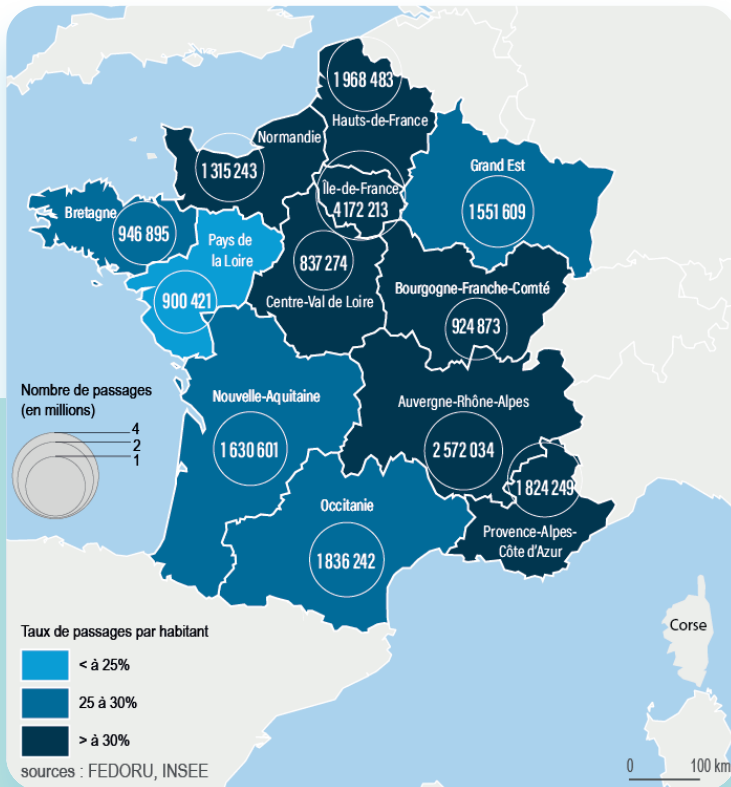 1 968 483
Hauts-de-France
Normandie
1 315 243
Île-de-France
4 172 213
Grand Est
1 551 609
Bretagne
946 895
Pays de
la Loire
900 421
837 274
Centre-Val de Loire
Bourgogne-Franche-Comté
924 873
Nombre de passages
(en millions)
4
2
1
Nouvelle-Aquitaine
1 630 601
Auvergne-Rhône-Alpes
2 572 034
1 824 249
Provence-Alpes-
Côte d'Azur
Occitanie
1 836 242
Corse
Taux de passages par habitant
< à 25%
25 à 30%
> à 30%
sources : FEDORU, INSEE
0 100 km